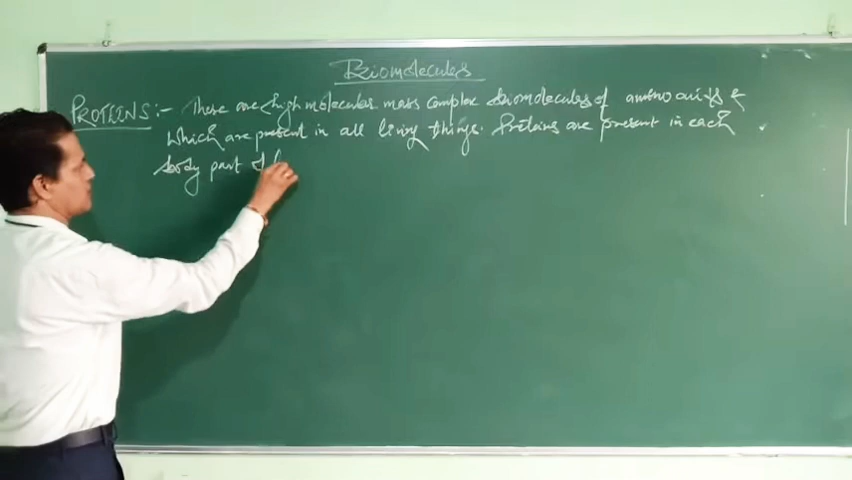 Biomolecules
PROTEINS:- These are high molecular mass complex biomolecules of amino acids &
which are present in all living things. Proteins are present in each
body part of